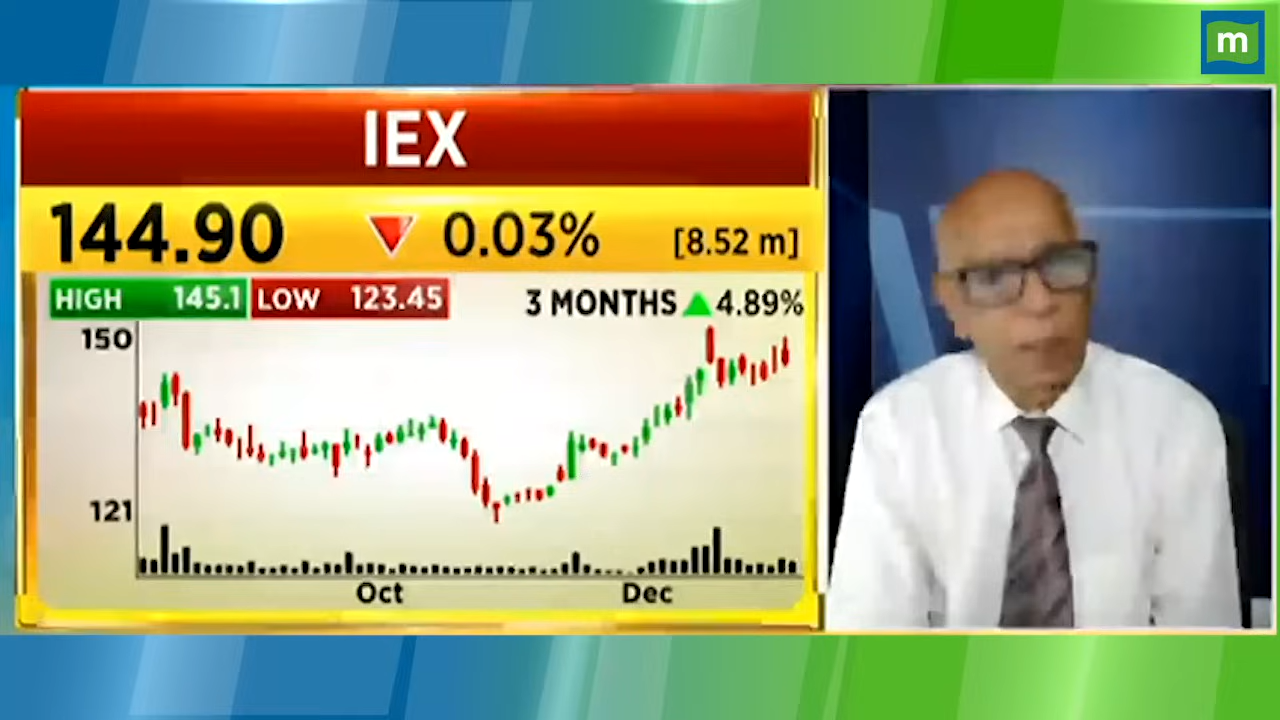 m
IEX
144.90 ▼ 0.03% [8.52 m]
HIGH 145.1 LOW 123.45 3 MONTHS ▲ 4.89%
150
121
Oct Dec